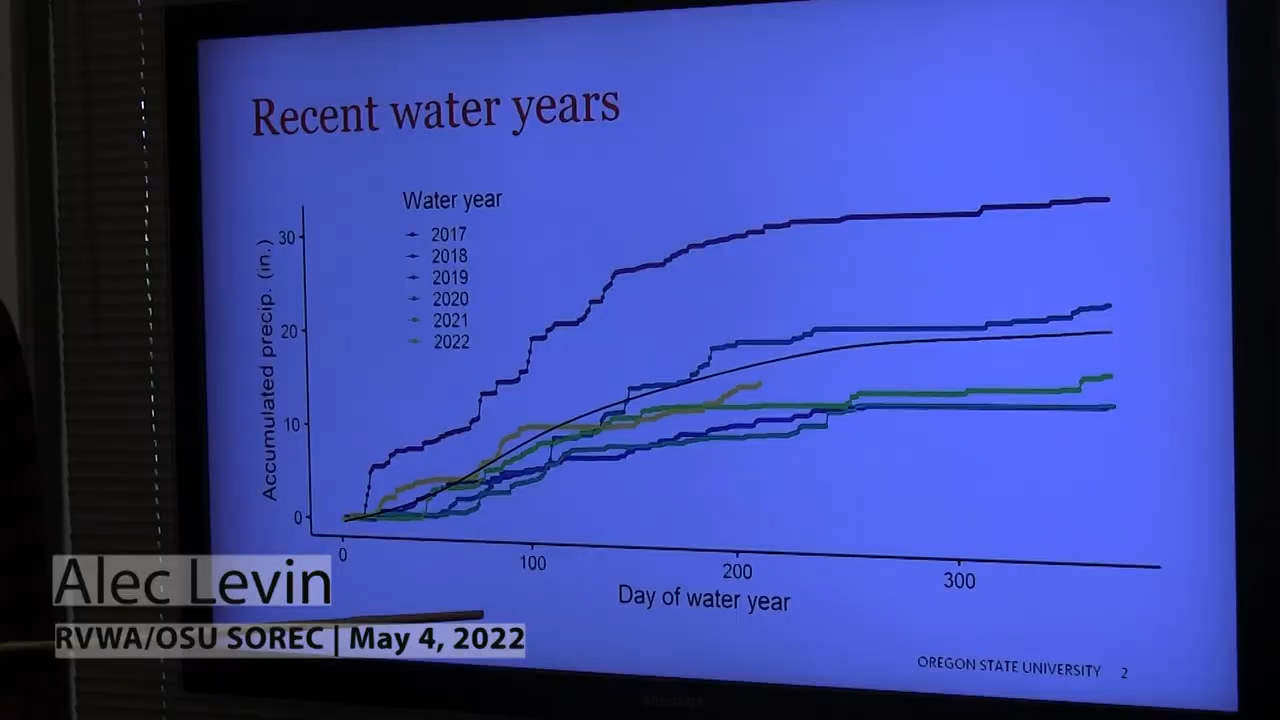 Recent water years
Water year
2017
2018
2019
2020
2021
2022
Accumulated precip. (in.)
30
20
10
0
0
100
200
300
Day of water year
OREGON STATE UNIVERSITY 2
Alec Levin
RVWA/OSU SOREC | May 4, 2022